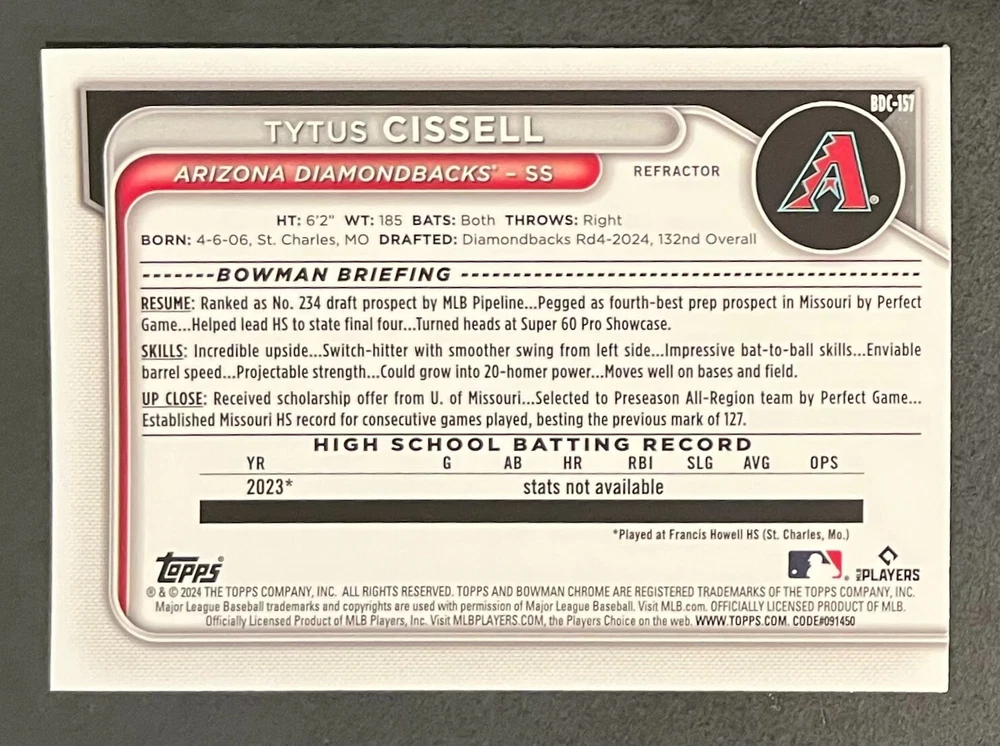 BDC-157
TYTUS CISSELL
ARIZONA DIAMONDBACKS® – SS
REFRACTOR
A®
HT: 6'2" WT: 185 BATS: Both THROWS: Right
BORN: 4-6-06, St. Charles, MO DRAFTED: Diamondbacks Rd4-2024, 132nd Overall
-------BOWMAN BRIEFING ----------------------------------------------
RESUME: Ranked as No. 234 draft prospect by MLB Pipeline...Pegged as fourth-best prep prospect in Missouri by Perfect
Game...Helped lead HS to state final four...Turned heads at Super 60 Pro Showcase.
SKILLS: Incredible upside...Switch-hitter with smoother swing from left side...Impressive bat-to-ball skills...Enviable
barrel speed...Projectable strength...Could grow into 20-homer power...Moves well on bases and field.
UP CLOSE: Received scholarship offer from U. of Missouri...Selected to Preseason All-Region team by Perfect Game...
Established Missouri HS record for consecutive games played, besting the previous mark of 127.
HIGH SCHOOL BATTING RECORD
YR G AB HR RBI SLG AVG OPS
2023* stats not available
*Played at Francis Howell HS (St. Charles, Mo.)
Topps® MLB PLAYERS
® & © 2024 THE TOPPS COMPANY, INC. ALL RIGHTS RESERVED. TOPPS AND BOWMAN CHROME ARE REGISTERED TRADEMARKS OF THE TOPPS COMPANY, INC.
Major League Baseball trademarks and copyrights are used with permission of Major League Baseball. Visit MLB.com. OFFICIALLY LICENSED PRODUCT OF MLB.
Officially Licensed Product of MLB Players, Inc. Visit MLBPLAYERS.COM, the Players Choice on the web. WWW.TOPPS.COM. CODE#091450